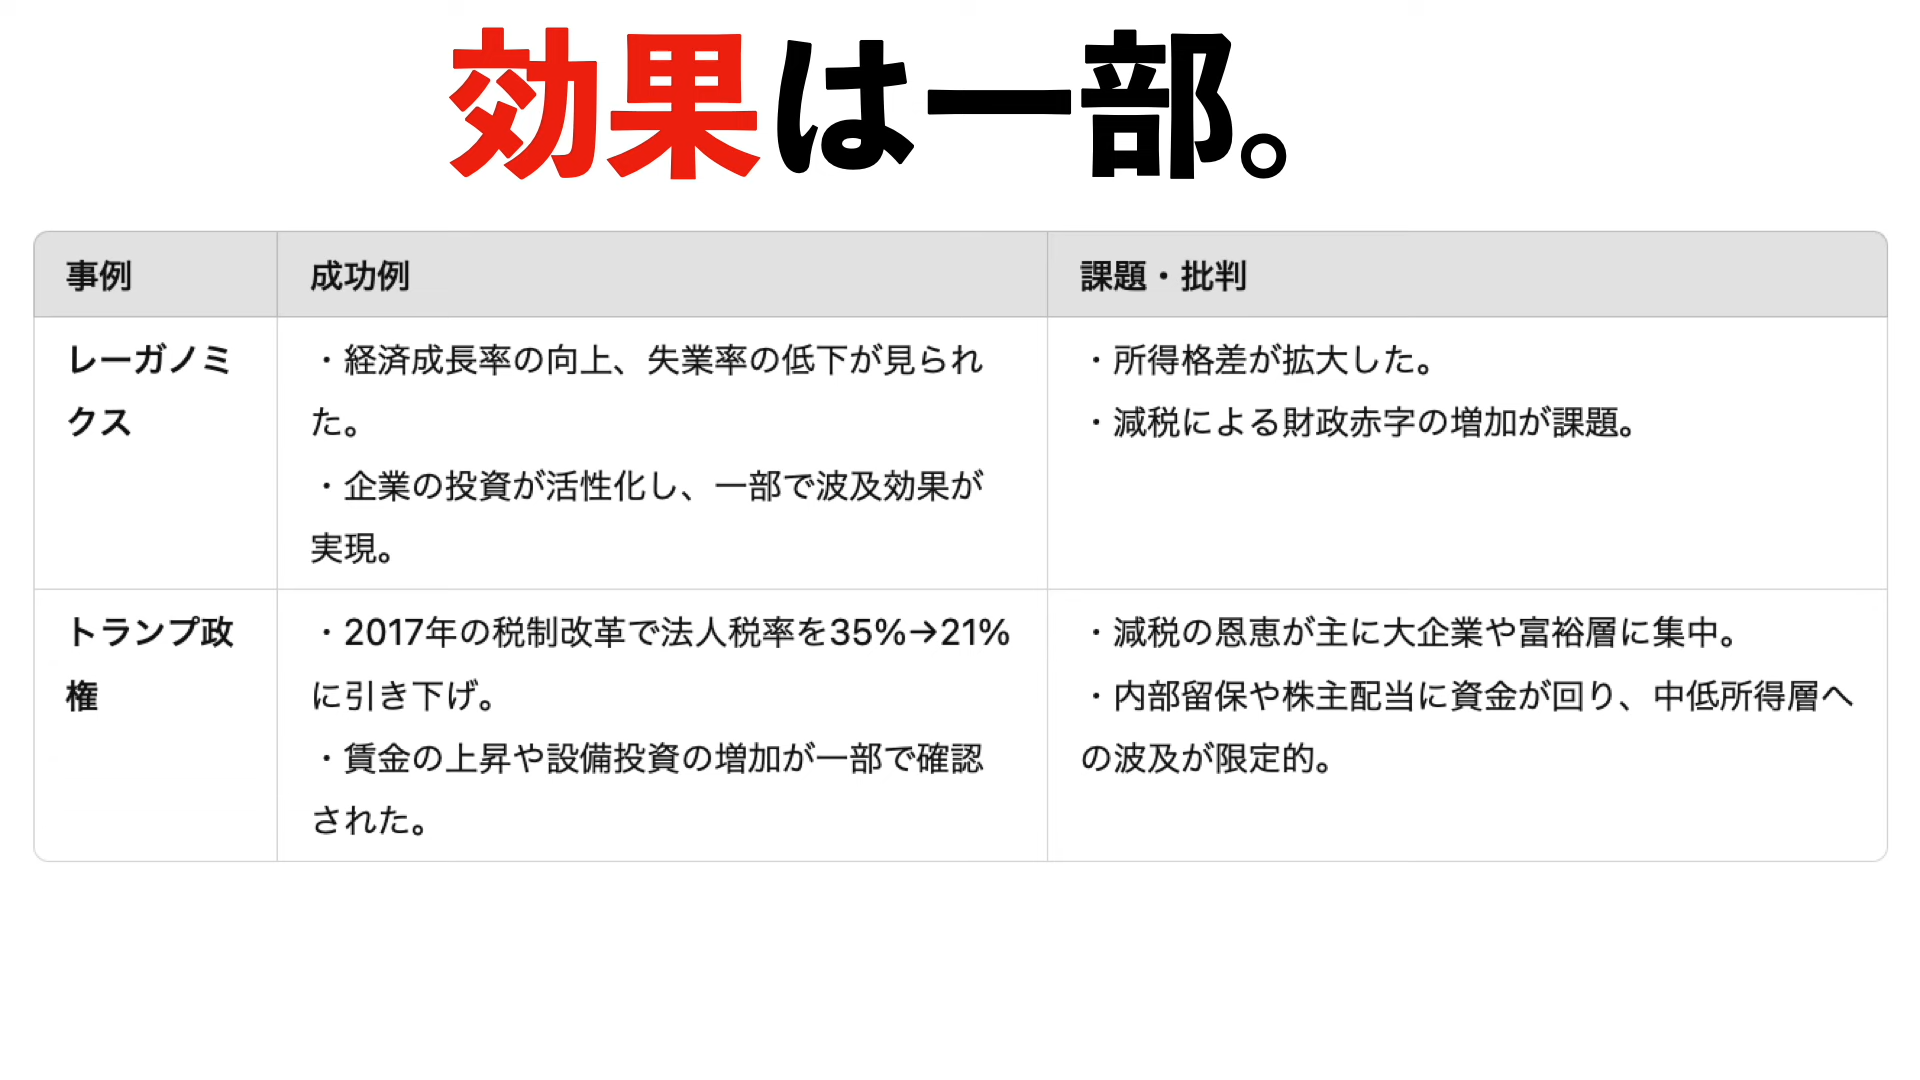 効果は一部。
事例
成功例
課題・批判
レーガノミ
クス
・経済成長率の向上、失業率の低下が見られ
た。
・企業の投資が活性化し、一部で波及効果が
実現。
・所得格差が拡大した。
・減税による財政赤字の増加が課題。
トランプ政
権
・2017年の税制改革で法人税率を35%→21%
に引き下げ。
・賃金の上昇や設備投資の増加が一部で確認
された。
・減税の恩恵が主に大企業や富裕層に集中。
・内部留保や株主配当に資金が回り、中低所得層へ
の波及が限定的。